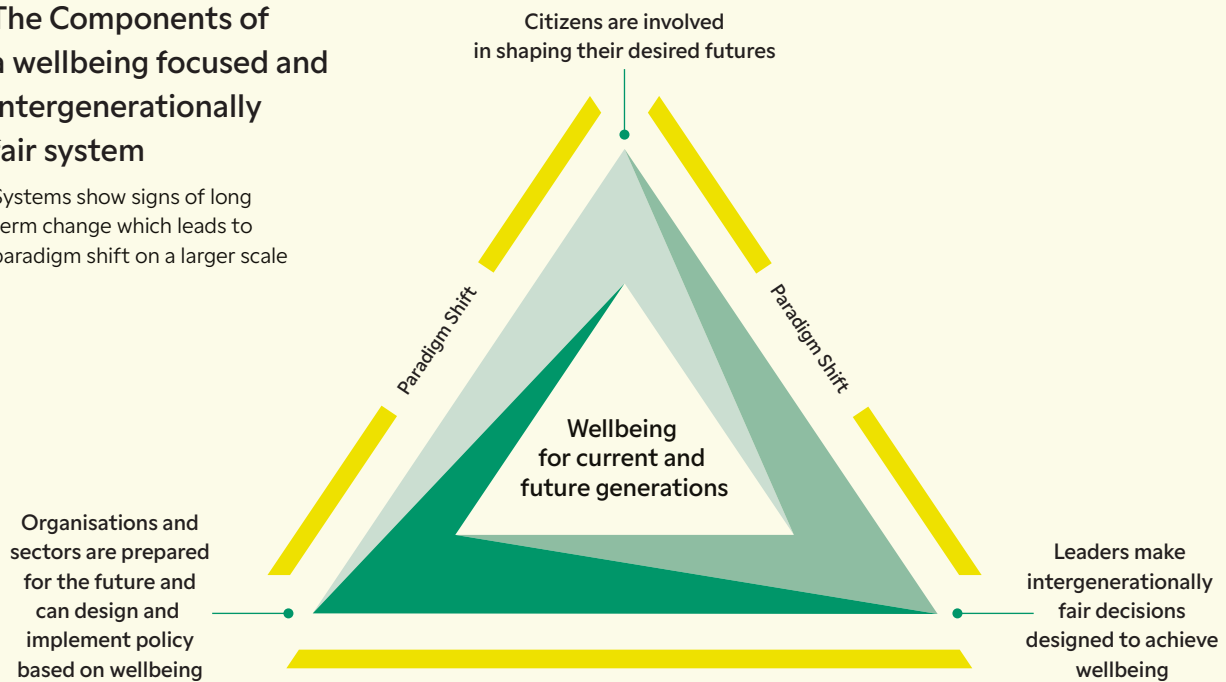 The Components of
a wellbeing focused and
intergenerationally
fair system
Systems show signs of long
term change which leads to
paradigm shift on a larger scale
Citizens are involved
in shaping their desired futures
Paradigm Shift
Paradigm Shift
Wellbeing
for current and
future generations
Organisations and
sectors are prepared
for the future and
can design and
implement policy
based on wellbeing
Leaders make
intergenerationally
fair decisions
designed to achieve
wellbeing